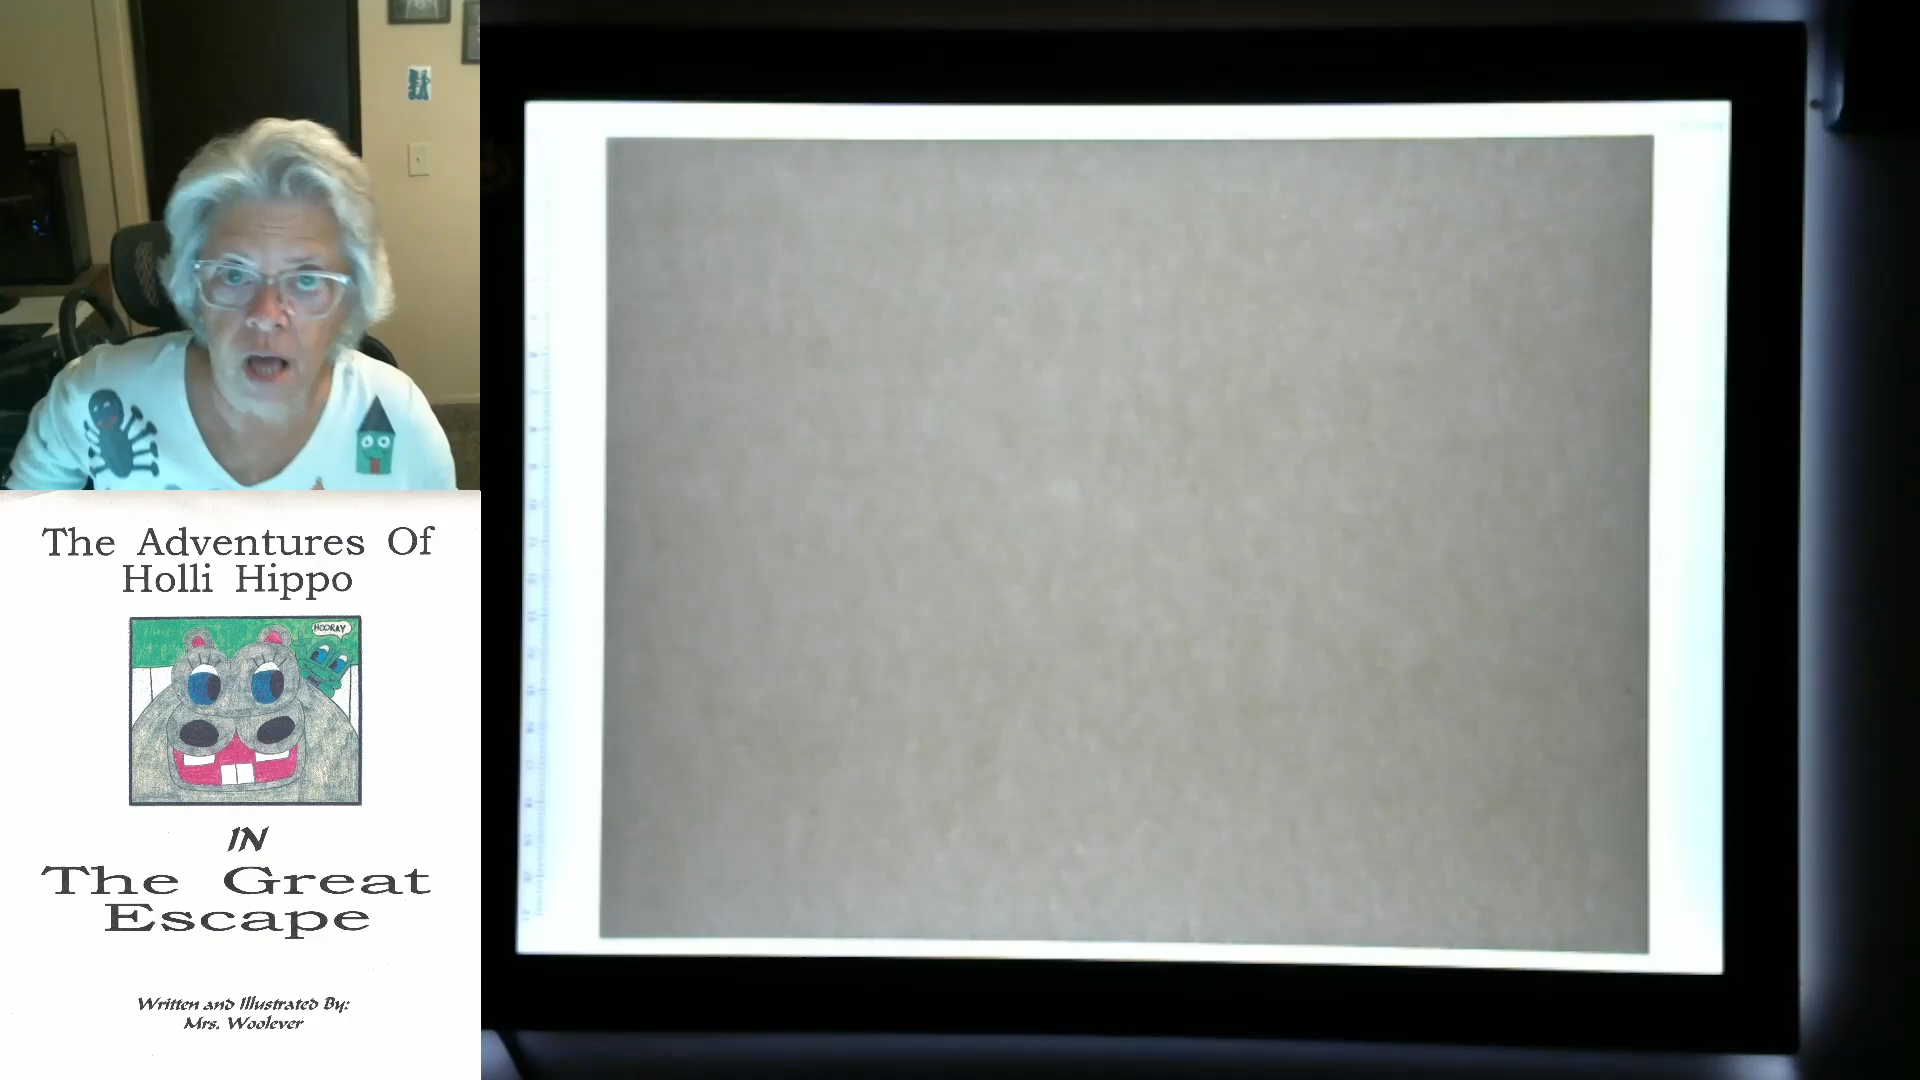 The Adventures Of
Holli Hippo
HOORAY
IN
The Great
Escape
Written and Illustrated By:
Mrs. Woolever